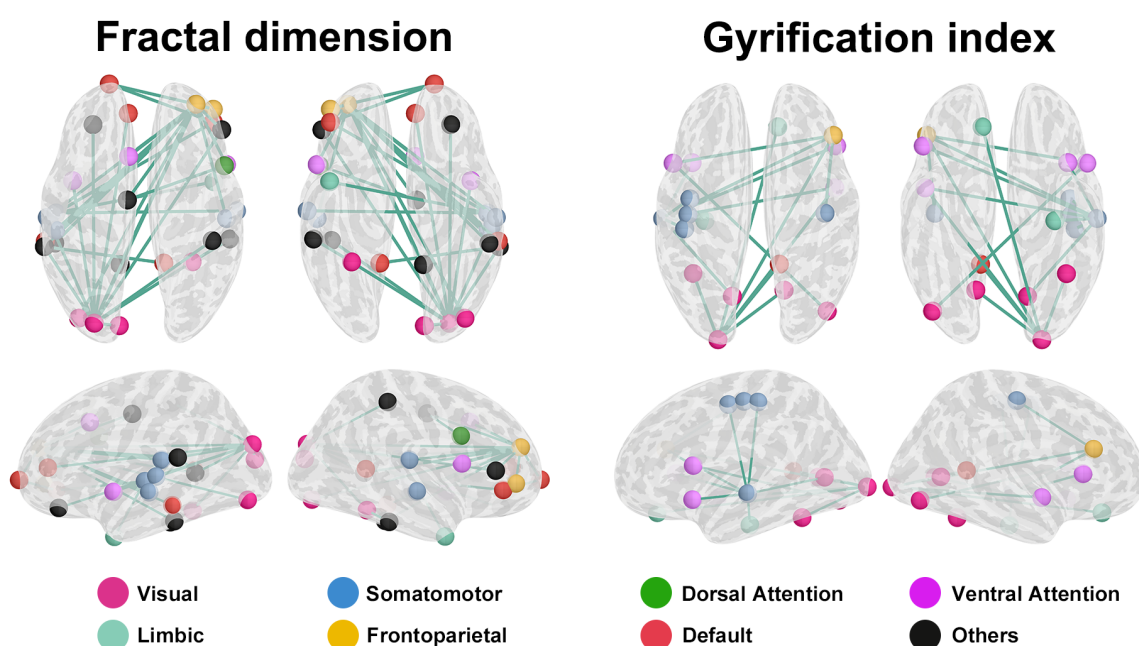 Fractal dimension
Gyrification index
Visual
Somatomotor
Dorsal Attention
Ventral Attention
Limbic
Frontoparietal
Default
Others